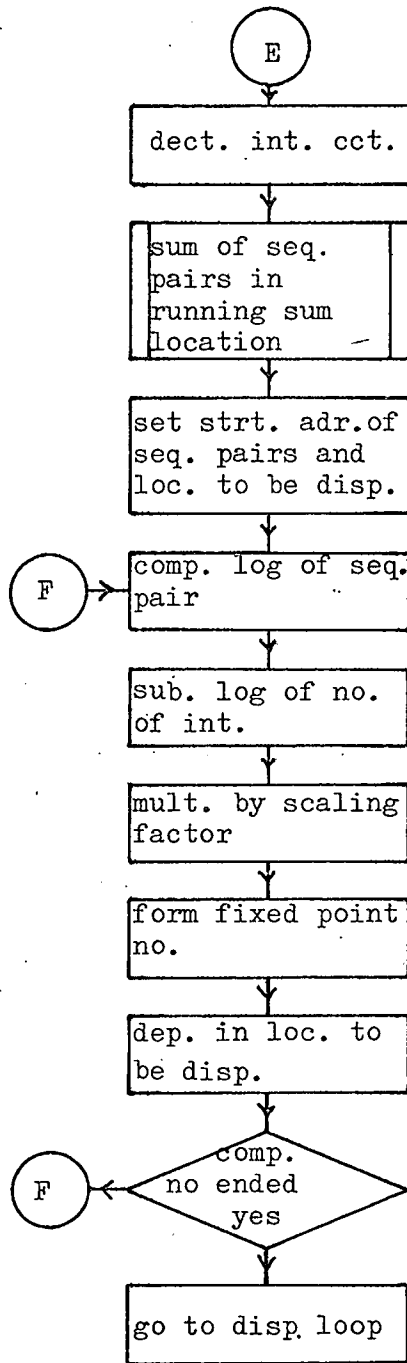 E
dect. int. cct.
sum of seq.
pairs in
running sum
location
set strt. adr.of
seq. pairs and
loc. to be disp.
F
comp. log of seq.
pair
sub. log of no.
of int.
mult. by scaling
factor
form fixed point
no.
dep. in loc. to
be disp.
comp.
F
no ended
yes
go to disp. loop